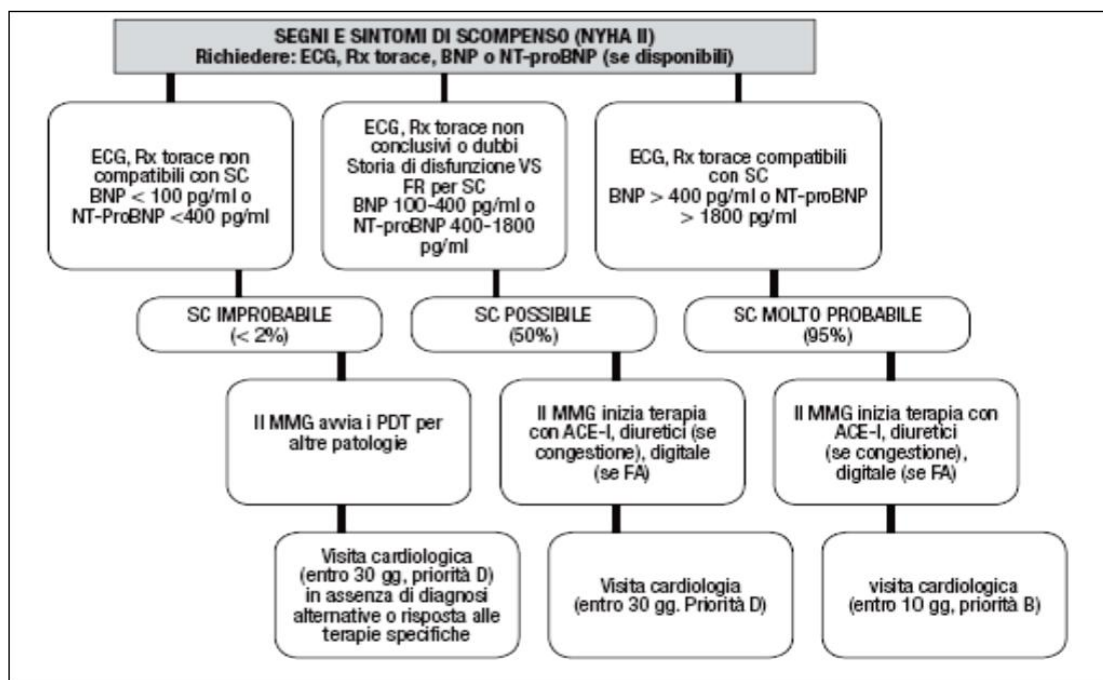 SEGNI E SINTOMI DI SCOMPENSO (NYHA II)
Richiedere: ECG, Rx torace, BNP o NT-proBNP (se disponibili)
ECG, Rx torace non
compatibili con SC
BNP < 100 pg/ml o
NT-ProBNP <400 pg/ml
ECG, Rx torace non
conclusivi o dubbi
Storia di disfunzione VS
FR per SC
BNP 100-400 pg/ml o
NT-proBNP 400-1800
pg/ml
ECG, Rx torace compatibili
con SC
BNP > 400 pg/ml o NT-proBNP
> 1800 pg/ml
SC IMPROBABILE
(< 2%)
SC POSSIBILE
(50%)
SC MOLTO PROBABILE
(95%)
Il MMG avvia i PDT per
altre patologie
Il MMG inizia terapia
con ACE-I, diuretici (se
congestione), digitale
(se FA)
Il MMG inizia terapia con
ACE-I, diuretici
(se congestione),
digitale (se FA)
Visita cardiologica
(entro 30 gg, priorità D)
in assenza di diagnosi
alternative o risposta alle
terapie specifiche
Visita cardiologia
(entro 30 gg. Priorità D)
visita cardiologica
(entro 10 gg, priorità B)